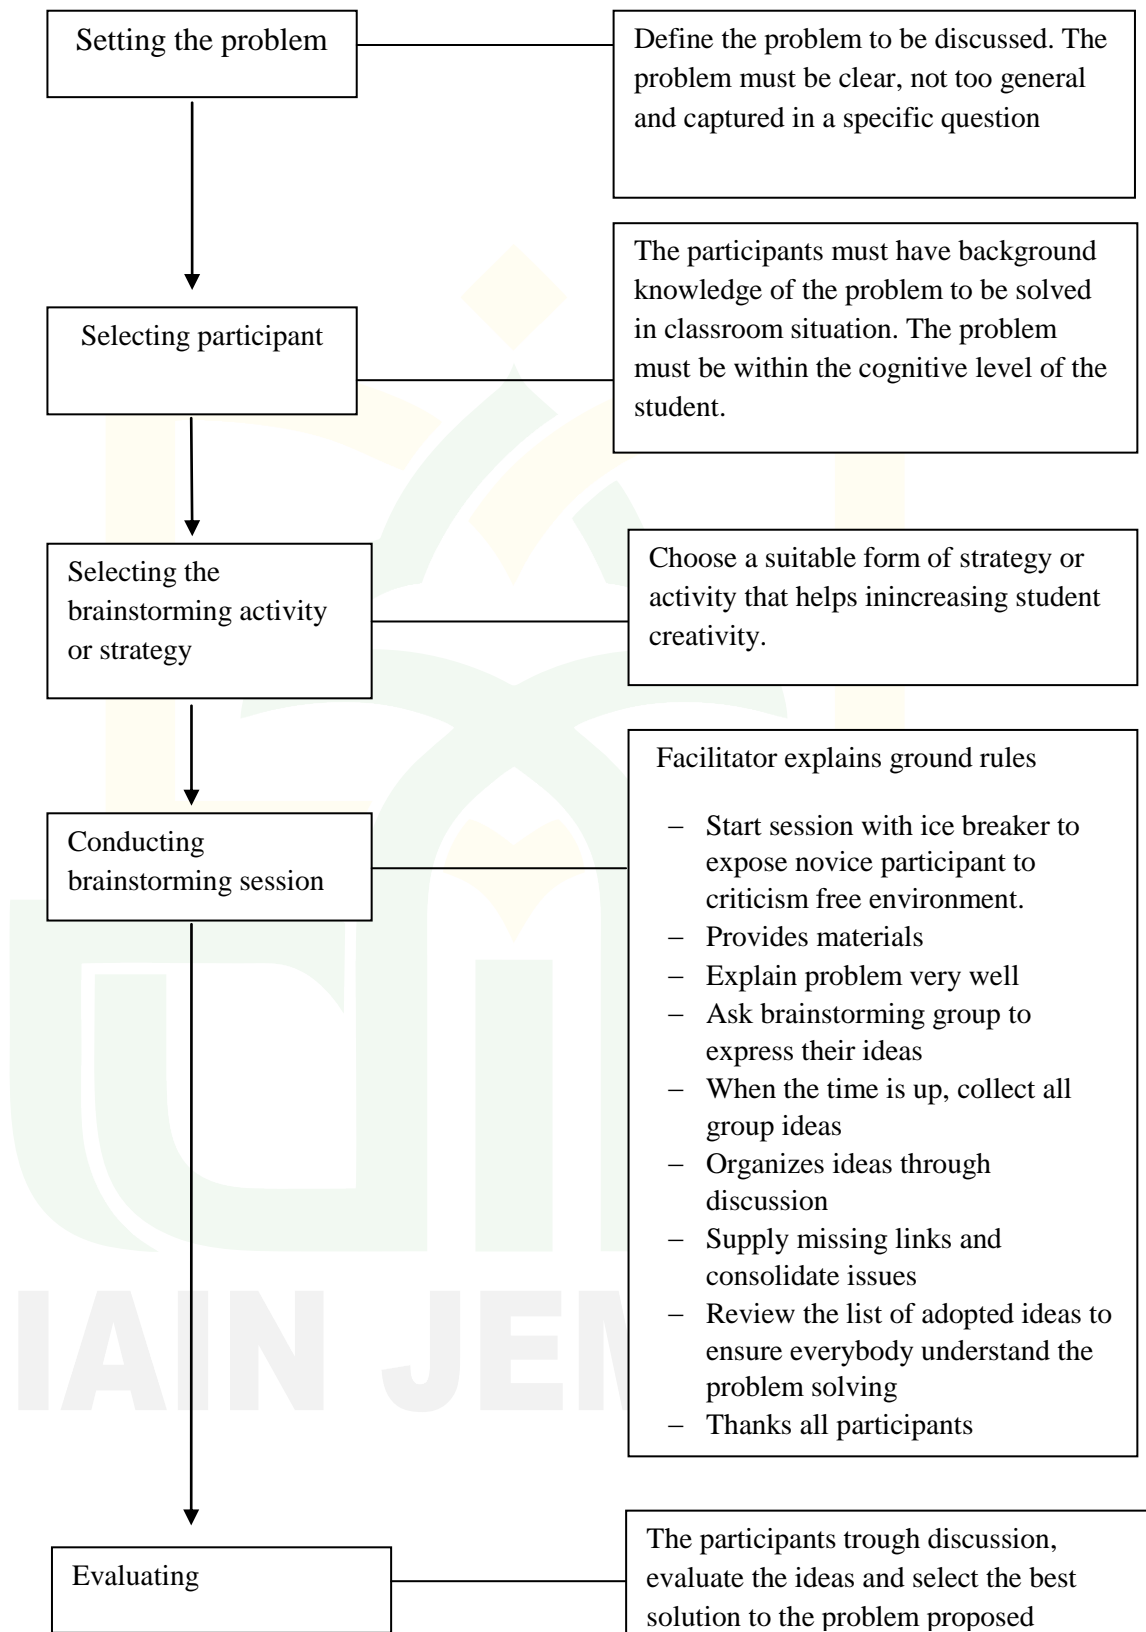 Setting the problem
Define the problem to be discussed. The
problem must be clear, not too general
and captured in a specific question
Selecting participant
The participants must have background
knowledge of the problem to be solved
in classroom situation. The problem
must be within the cognitive level of the
student.
Selecting the
brainstorming activity
or strategy
Choose a suitable form of strategy or
activity that helps inincreasing student
creativity.
Conducting
brainstorming session
Facilitator explains ground rules
– Start session with ice breaker to
expose novice participant to
criticism free environment.
– Provides materials
– Explain problem very well
– Ask brainstorming group to
express their ideas
– When the time is up, collect all
group ideas
– Organizes ideas through
discussion
– Supply missing links and
consolidate issues
– Review the list of adopted ideas to
ensure everybody understand the
problem solving
– Thanks all participants
Evaluating
The participants trough discussion,
evaluate the ideas and select the best
solution to the problem proposed
IAIN JEM